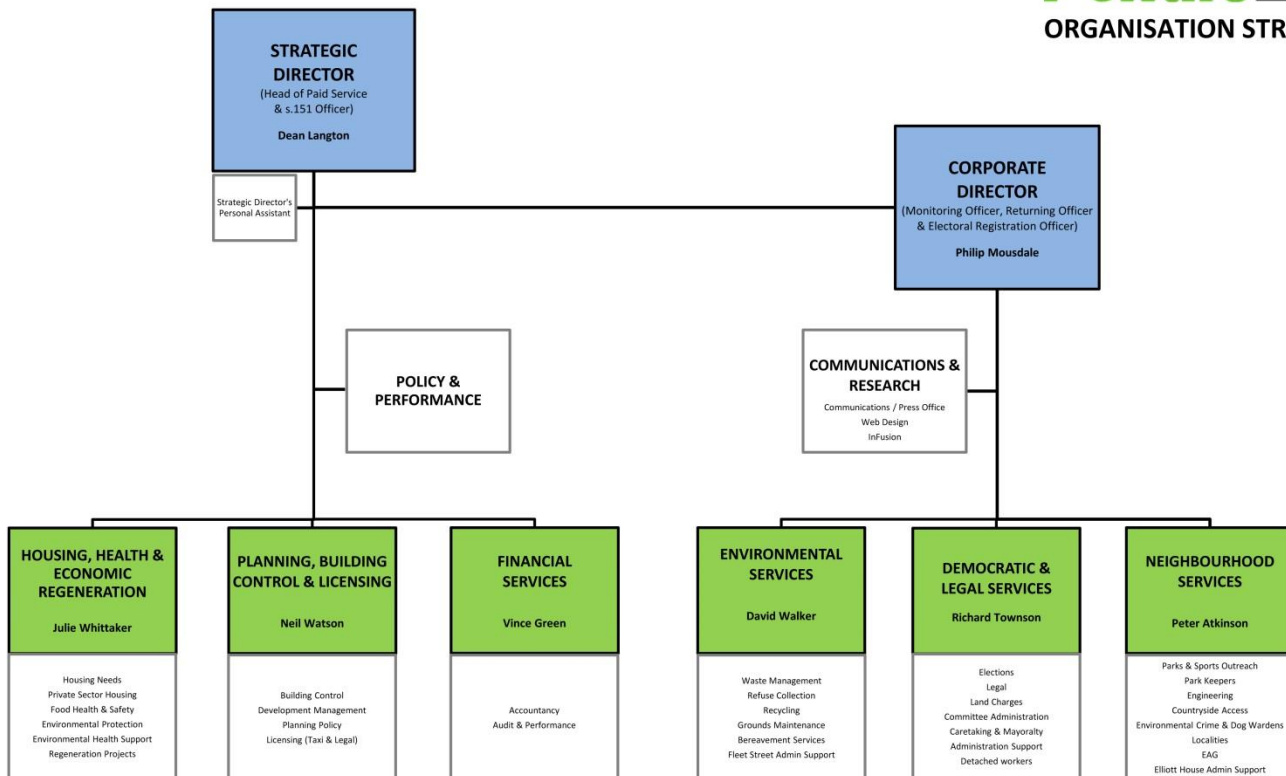 ORGANISATION STR
STRATEGIC
DIRECTOR
(Head of Paid Service
& s.151 Officer)
Dean Langton
Strategic Director's
Personal Assistant
CORPORATE
DIRECTOR
(Monitoring Officer, Returning Officer
& Electoral Registration Officer)
Philip Mousdale
POLICY &
PERFORMANCE
COMMUNICATIONS &
RESEARCH
Communications / Press Office
Web Design
InFusion
HOUSING, HEALTH &
ECONOMIC
REGENERATION
Julie Whittaker
Housing Needs
Private Sector Housing
Food Health & Safety
Environmental Protection
Environmental Health Support
Regeneration Projects
PLANNING, BUILDING
CONTROL & LICENSING
Neil Watson
Building Control
Development Management
Planning Policy
Licensing (Taxi & Legal)
FINANCIAL
SERVICES
Vince Green
Accountancy
Audit & Performance
ENVIRONMENTAL
SERVICES
David Walker
Waste Management
Refuse Collection
Recycling
Grounds Maintenance
Bereavement Services
Fleet Street Admin Support
DEMOCRATIC &
LEGAL SERVICES
Richard Townson
Elections
Legal
Land Charges
Committee Administration
Caretaking & Mayoralty
Administration Support
Detached workers
NEIGHBOURHOOD
SERVICES
Peter Atkinson
Parks & Sports Outreach
Park Keepers
Engineering
Countryside Access
Environmental Crime & Dog Wardens
Localities
EAG
Elliott House Admin Support